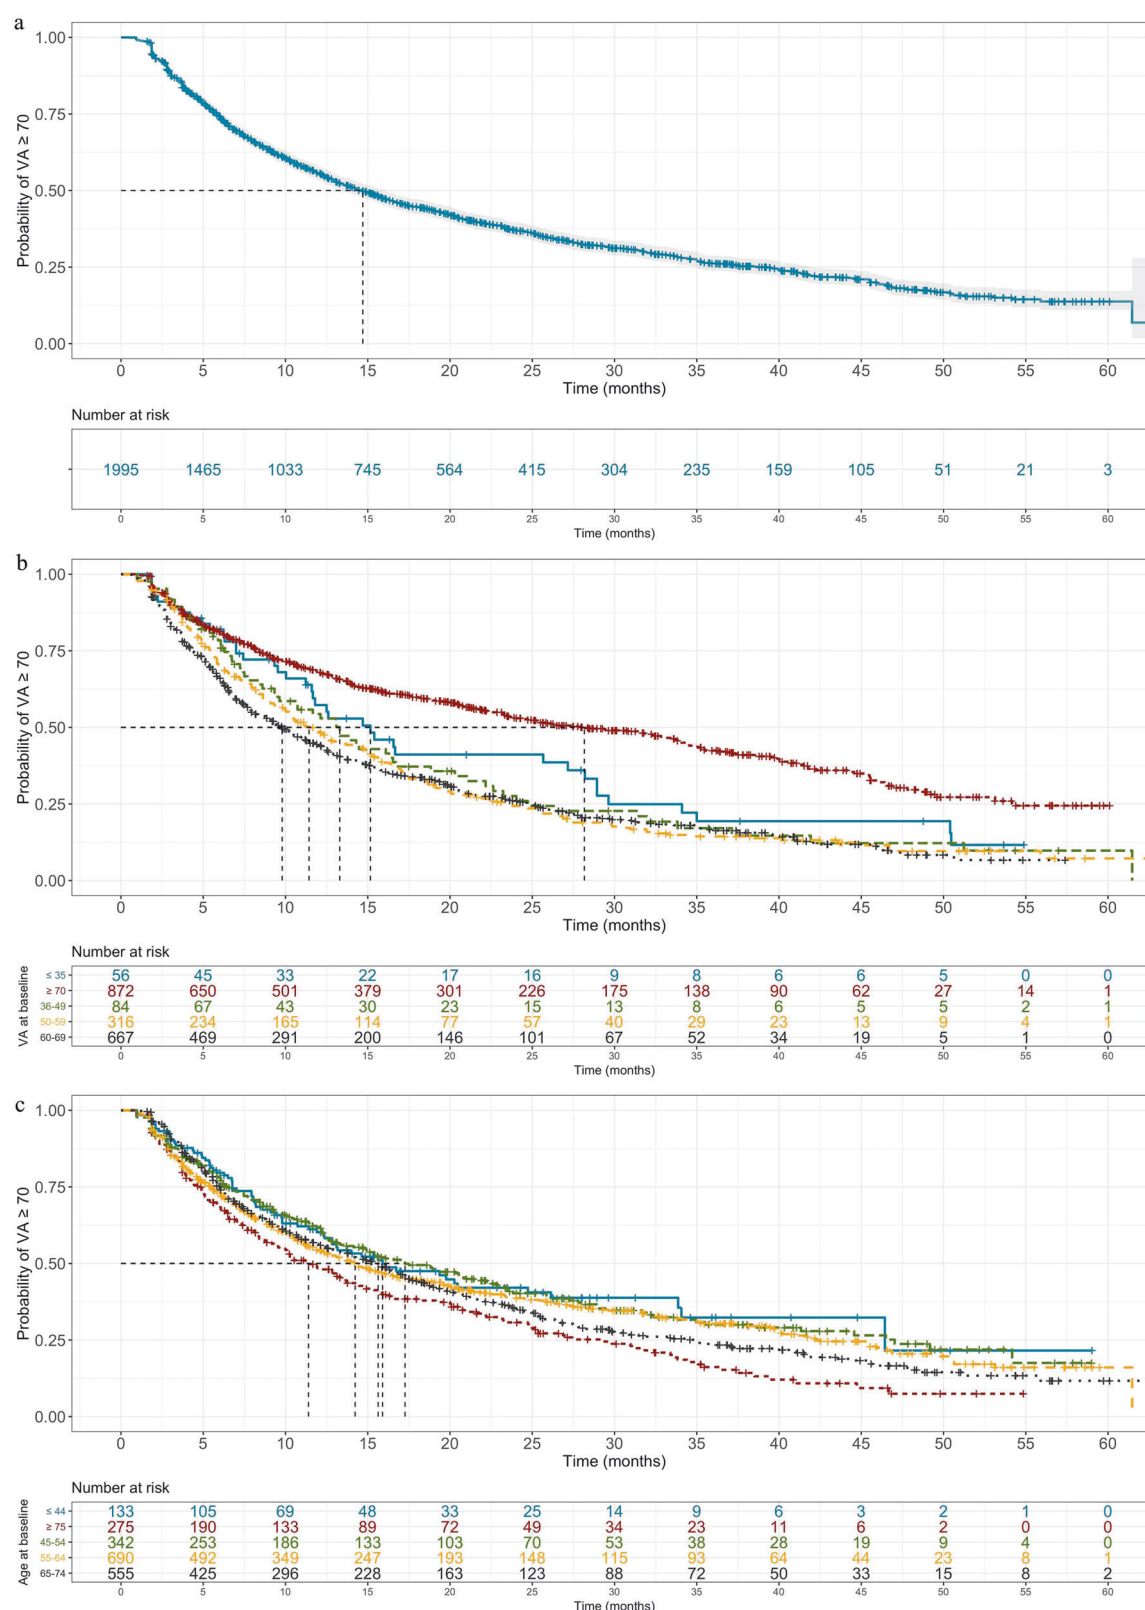 a
Probability of VA ≥ 70
1.00
0.75
0.50
0.25
0.00
0 5 10 15 20 25 30 35 40 45 50 55 60
Time (months)
Number at risk
1995 1465 1033 745 564 415 304 235 159 105 51 21 3
0 5 10 15 20 25 30 35 40 45 50 55 60
Time (months)
b
Probability of VA ≥ 70
1.00
0.75
0.50
0.25
0.00
0 5 10 15 20 25 30 35 40 45 50 55 60
Time (months)
Number at risk
VA at baseline
≤ 35 56 45 33 22 17 16 9 8 6 6 5 0 0
≥ 70 872 650 501 379 301 226 175 138 90 62 27 14 1
36-49 84 67 43 30 23 15 13 8 6 5 5 2 1
50-59 316 234 165 114 77 57 40 29 23 13 9 4 1
60-69 667 469 291 200 146 101 67 52 34 19 5 1 0
0 5 10 15 20 25 30 35 40 45 50 55 60
Time (months)
c
Probability of VA ≥ 70
1.00
0.75
0.50
0.25
0.00
0 5 10 15 20 25 30 35 40 45 50 55 60
Time (months)
Number at risk
Age at baseline
≤ 44 133 105 69 48 33 25 14 9 6 3 2 1 0
≥ 75 275 190 133 89 72 49 34 23 11 6 2 0 0
45-54 342 253 186 133 103 70 53 38 28 19 9 4 0
55-64 690 492 349 247 193 148 115 93 64 44 23 8 1
65-74 555 425 296 228 163 123 88 72 50 33 15 8 2
0 5 10 15 20 25 30 35 40 45 50 55 60
Time (months)